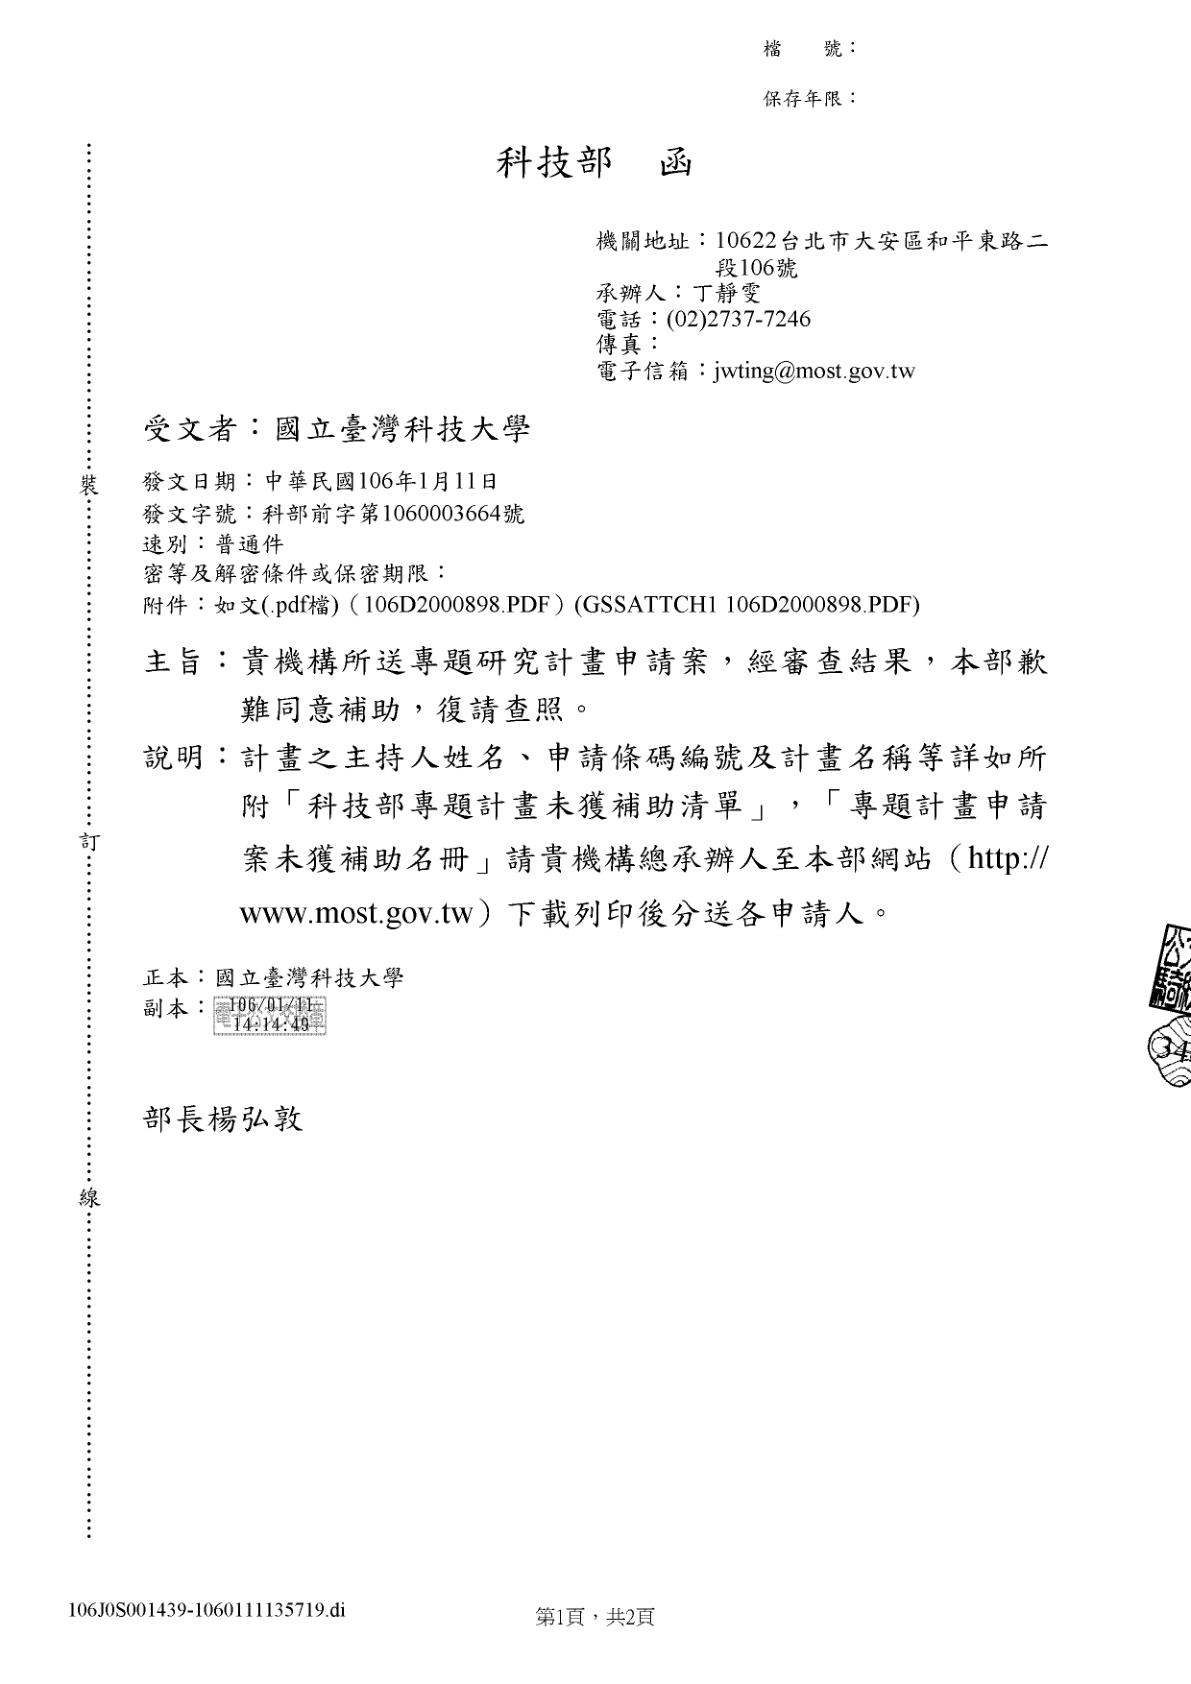 檔　　號：
保存年限：
科技部　函
機關地址：10622台北市大安區和平東路二
段106號
承辦人：丁靜雯
電話：(02)2737-7246
傳真：
電子信箱：jwting@most.gov.tw
受文者：國立臺灣科技大學
發文日期：中華民國106年1月11日
發文字號：科部前字第1060003664號
速別：普通件
密等及解密條件或保密期限：
附件：如文(.pdf檔)（106D2000898.PDF）(GSSATTCH1 106D2000898.PDF)
主旨：貴機構所送專題研究計畫申請案，經審查結果，本部歉
難同意補助，復請查照。
說明：計畫之主持人姓名、申請條碼編號及計畫名稱等詳如所
附「科技部專題計畫未獲補助清單」，「專題計畫申請
案未獲補助名冊」請貴機構總承辦人至本部網站（http://
www.most.gov.tw）下載列印後分送各申請人。
正本：國立臺灣科技大學
副本：
106/01/11
14:14:49
部長楊弘敦
裝
訂
線
106J0S001439-1060111135719.di
第1頁，共2頁